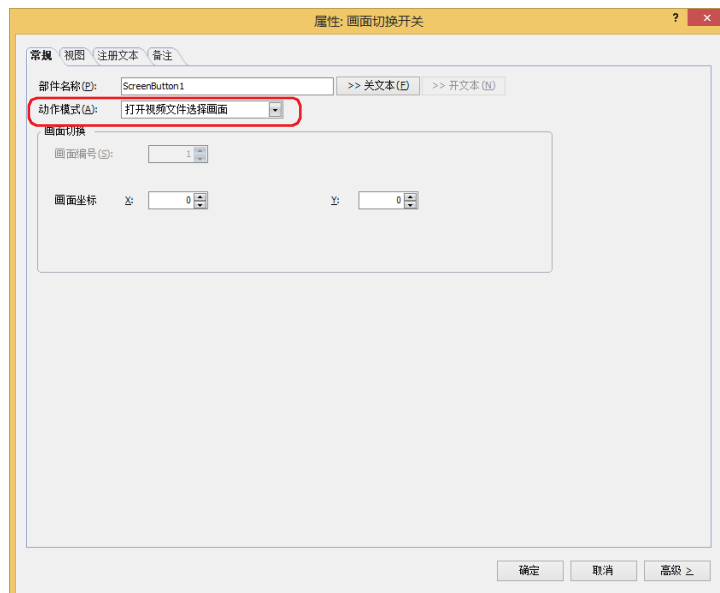 属性: 画面切换开关
? ×
常规 视图 注册文本 备注
部件名称(P): ScreenButton1 >> 关文本(F) >> 开文本(N)
动作模式(A): 打开视频文件选择画面
画面切换
画面编号(S): 1
画面坐标 X: 0 Y: 0
确定 取消 高级 >